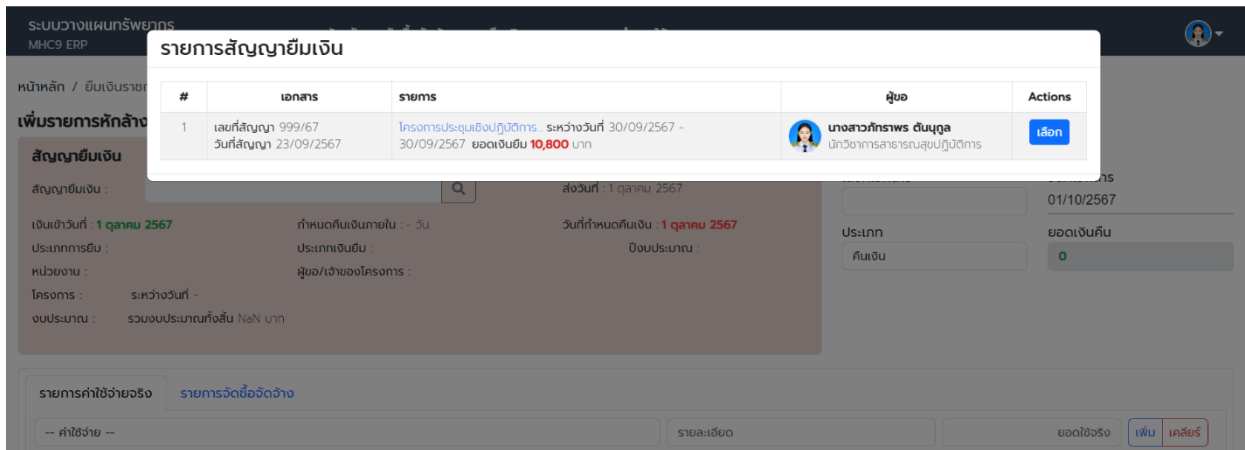 ระบบวางแผนทรัพยากร
MHC9 ERP
รายการสัญญายืมเงิน
# เอกสาร รายการ ผู้ขอ Actions
1 เลขที่สัญญา 999/67 โครงการประชุมเชิงปฏิบัติการ... ระหว่างวันที่ 30/09/2567 - นางสาวภัทราพร ตันนุกูล เลือก
วันที่สัญญา 23/09/2567 30/09/2567 ยอดเงินยืม 10,800 บาท นักวิชาการสาธารณสุขปฏิบัติการ
หน้าหลัก / ยืมเงินราช
เพิ่มรายการหักล้าง
สัญญายืมเงิน
สัญญายืมเงิน : ส่งวันที่ : 1 ตุลาคม 2567
01/10/2567
เงินเข้าวันที่ : 1 ตุลาคม 2567 กำหนดคืนเงินภายใน : - วัน วันที่กำหนดคืนเงิน : 1 ตุลาคม 2567
ประเภท ยอดเงินคืน
ประเภทการยืม : ประเภทเงินยืม : ปีงบประมาณ :
คืนเงิน 0
หน่วยงาน : ผู้ขอ/เจ้าของโครงการ :
โครงการ : ระหว่างวันที่ -
งบประมาณ : รวมงบประมาณทั้งสิ้น NaN บาท
รายการค่าใช้จ่ายจริง รายการจัดซื้อจัดจ้าง
-- ค่าใช้จ่าย -- รายละเอียด ยอดใช้จริง เพิ่ม เคลียร์